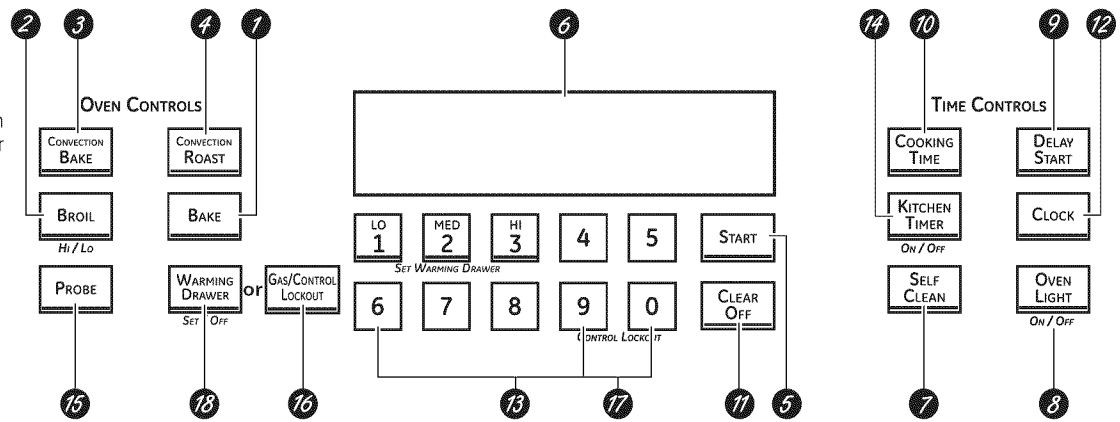 2 3 4 1 6 14 10 9 12
OVEN CONTROLS
TIME CONTROLS
CONVECTION
BAKE
CONVECTION
ROAST
COOKING
TIME
DELAY
START
BROIL
HI / LO
BAKE
LO
1
MED
2
HI
3
4
5
SET WARMING DRAWER
START
KITCHEN
TIMER
ON / OFF
CLOCK
PROBE
WARMING
DRAWER
SET OFF
or
GAS/CONTROL
LOCKOUT
6
7
8
9
0
CONTROL LOCKOUT
CLEAR
OFF
SELF
CLEAN
OVEN
LIGHT
ON / OFF
15 18 16 13 17 11 5 7 8